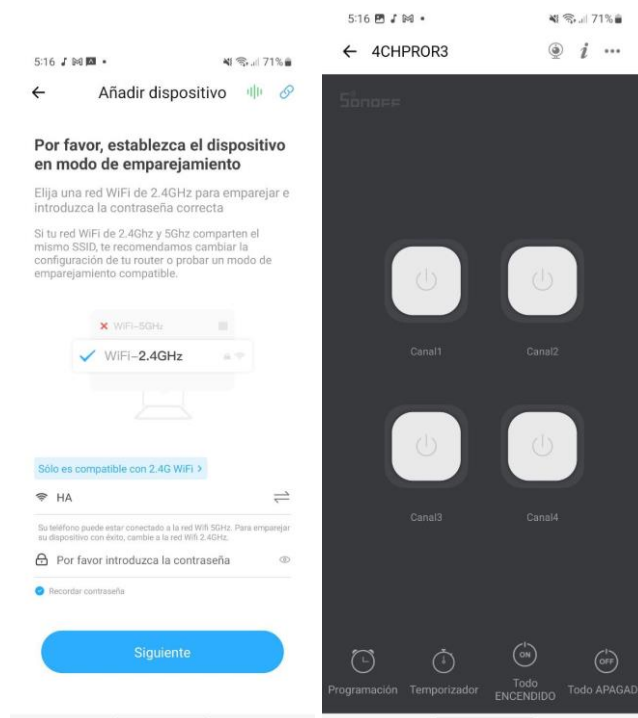 5:16
71%
Añadir dispositivo
Por favor, establezca el dispositivo
en modo de emparejamiento
Elija una red WiFi de 2.4GHz para emparejar e
introduzca la contraseña correcta
Si tu red WiFi de 2.4Ghz y 5Ghz comparten el
mismo SSID, te recomendamos cambiar la
configuración de tu router o probar un modo de
emparejamiento compatible.
WiFi-5GHz
WiFi-2.4GHz
Sólo es compatible con 2.4G WiFi >
HA
Su teléfono puede estar conectado a la red Wifi 5GHz. Para emparejar
su dispositivo con éxito, cambie a la red Wifi 2.4GHz.
Por favor introduzca la contraseña
Recordar contraseña
Siguiente
5:16
71%
4CHPROR3
SONOFF
Canal1
Canal2
Canal3
Canal4
Programación
Temporizador
ON
Todo
ENCENDIDO
OFF
Todo APAGAD